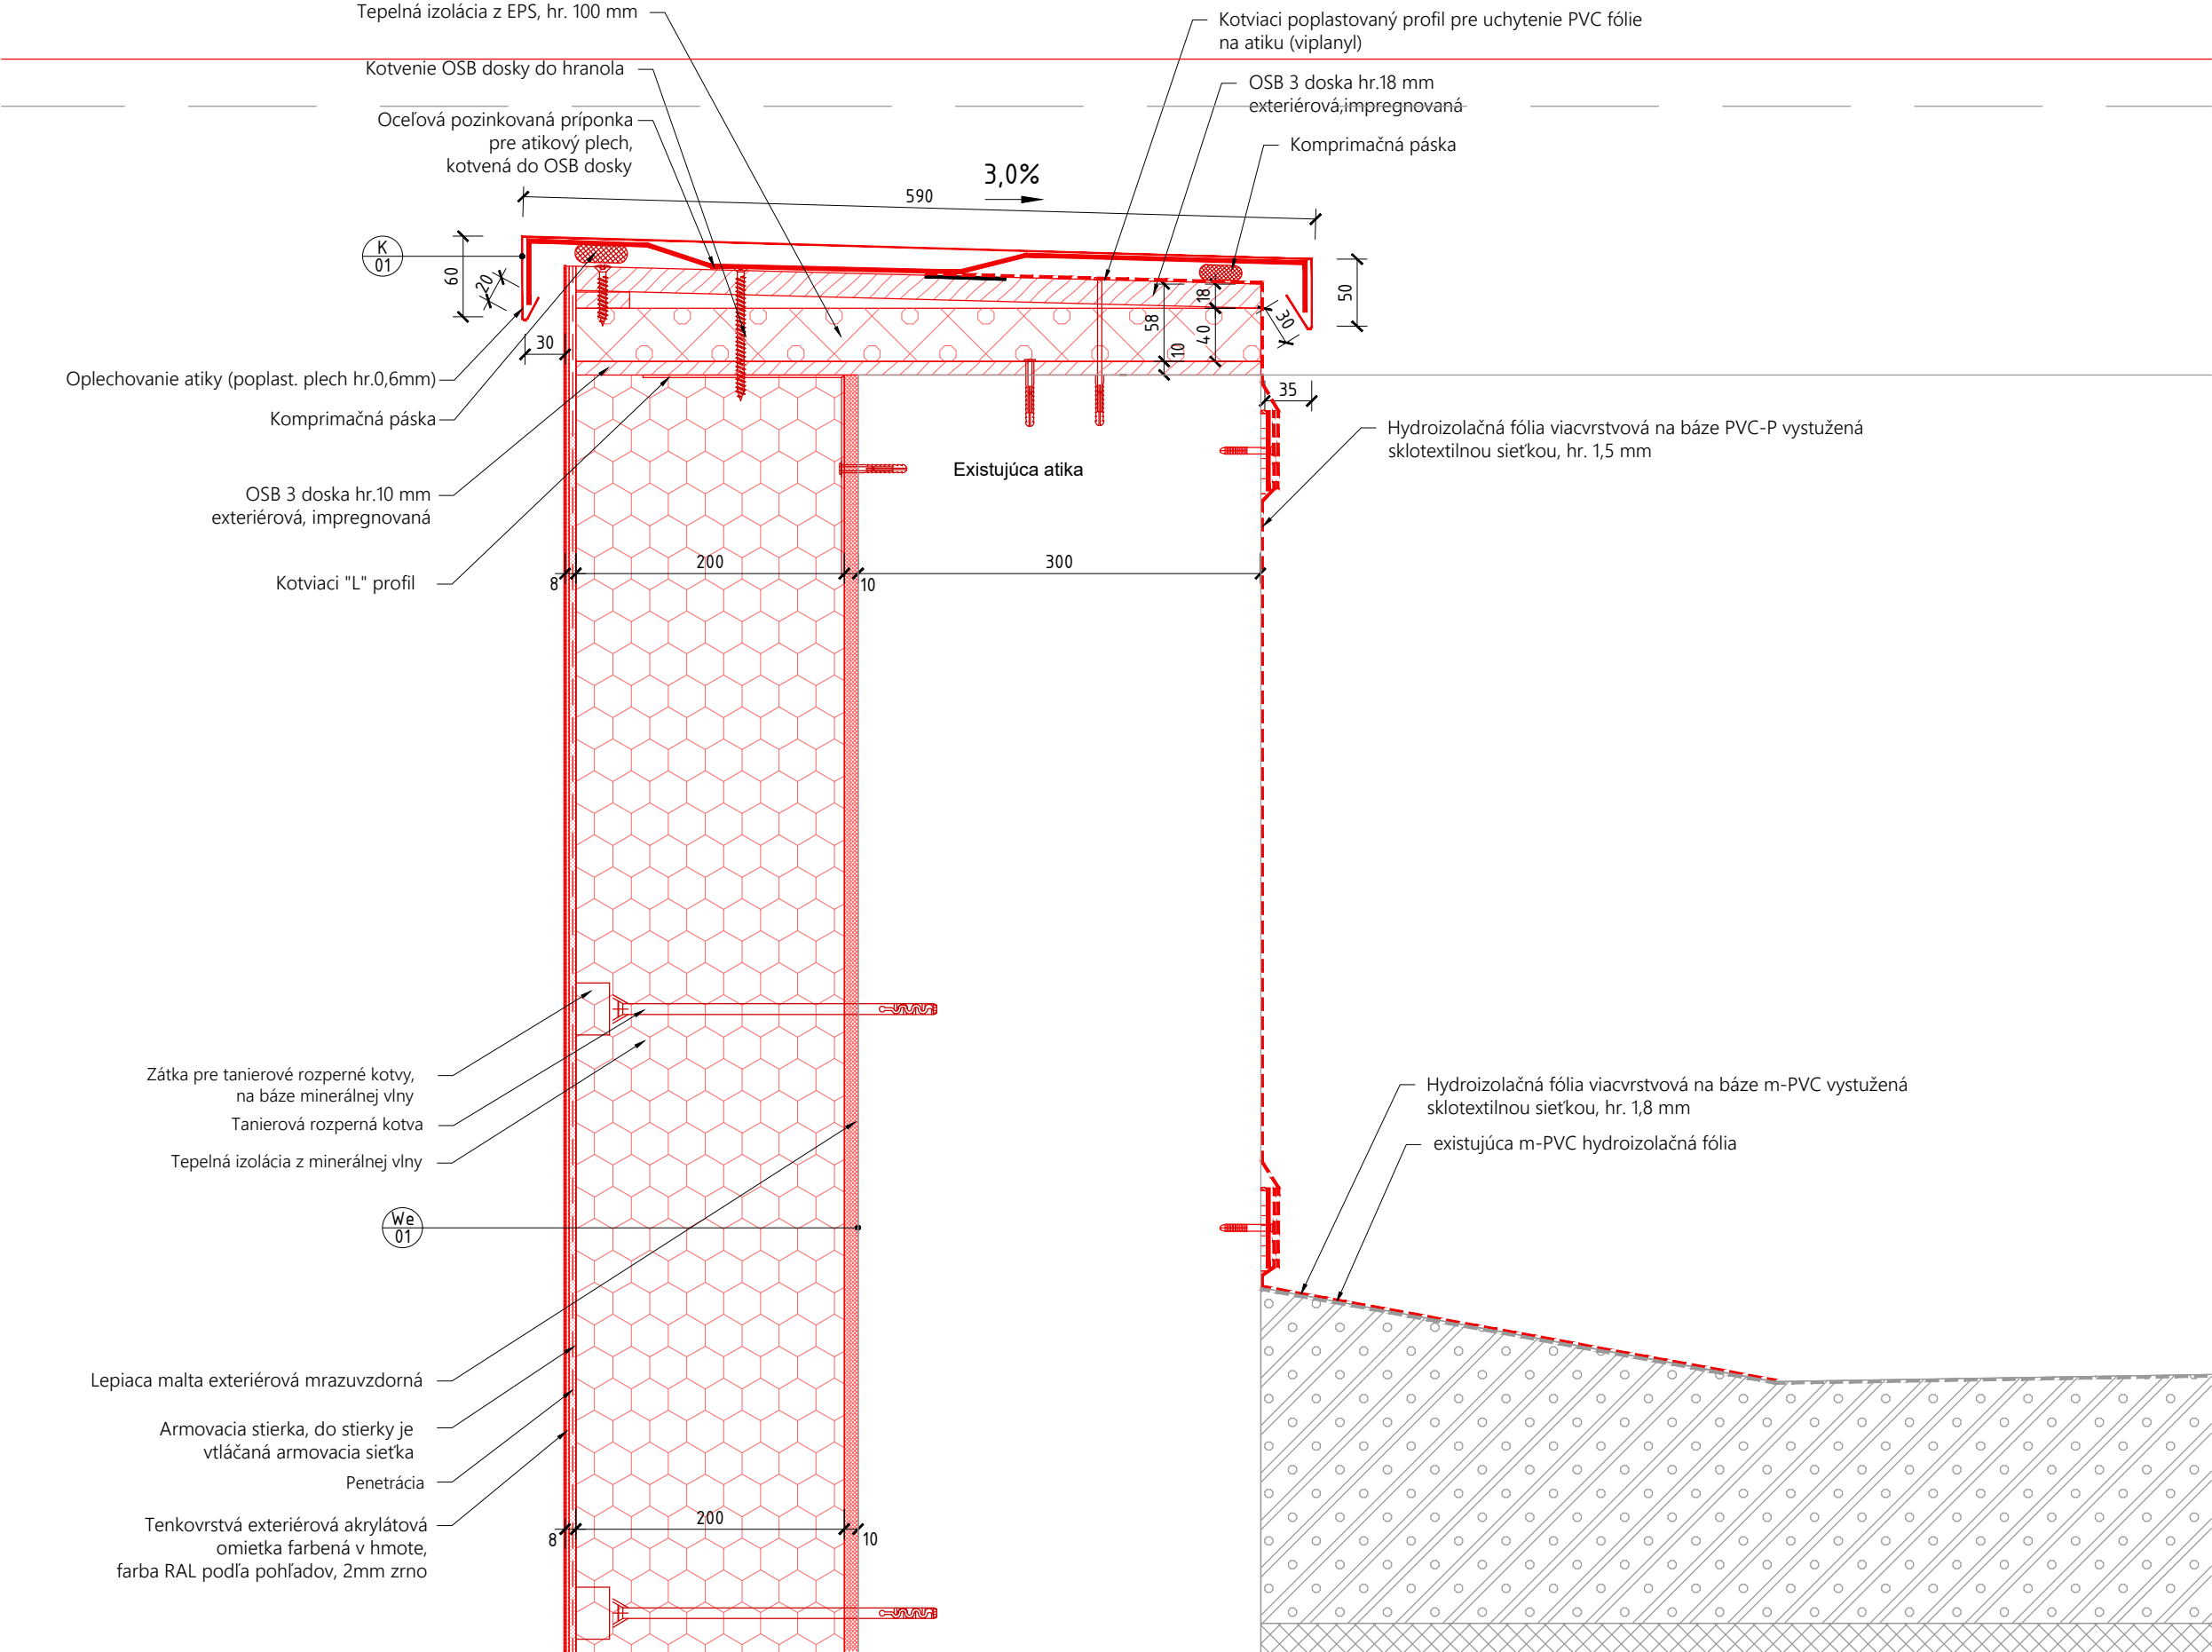 Tepelná izolácia z EPS, hr. 100 mm
Kotvenie OSB dosky do hranola
Oceľová pozinkovaná príponka
pre atikový plech,
kotvená do OSB dosky
Kotviaci poplastovaný profil pre uchytenie PVC fólie
na atiku (viplanyl)
OSB 3 doska hr.18 mm
exteriérová,impregnovaná
Komprimačná páska
3,0%
590
K
01
60
20
30
18
58
40
10
30
50
35
Oplechovanie atiky (poplast. plech hr.0,6mm)
Komprimačná páska
OSB 3 doska hr.10 mm
exteriérová, impregnovaná
Kotviaci "L" profil
Existujúca atika
Hydroizolačná fólia viacvrstvová na báze PVC-P vystužená
sklotextilnou sieťkou, hr. 1,5 mm
8
200
10
300
Zátka pre tanierové rozperné kotvy,
na báze minerálnej vlny
Tanierová rozperná kotva
Tepelná izolácia z minerálnej vlny
We
01
Hydroizolačná fólia viacvrstvová na báze m-PVC vystužená
sklotextilnou sieťkou, hr. 1,8 mm
existujúca m-PVC hydroizolačná fólia
Lepiaca malta exteriérová mrazuvzdorná
Armovacia stierka, do stierky je
vtláčaná armovacia sieťka
Penetrácia
Tenkovrstvá exteriérová akrylátová
omietka farbená v hmote,
farba RAL podľa pohľadov, 2mm zrno
8
200
10